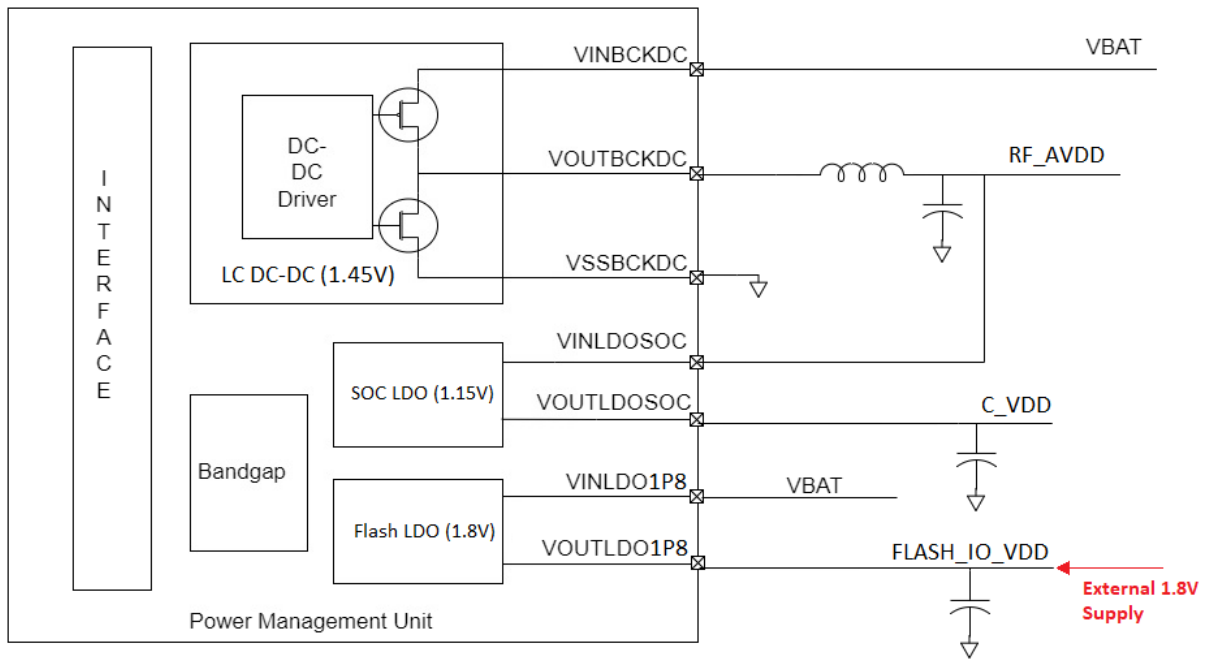 VINBCKDC
VBAT
DC-
DC
Driver
VOUTBCKDC
RF_AVDD
I
N
T
E
R
F
A
C
E
LC DC-DC (1.45V)
VSSBCKDC
VINLDOSOC
SOC LDO (1.15V)
VOUTLDOSOC
C_VDD
Bandgap
VINLDO1P8
VBAT
Flash LDO (1.8V)
VOUTLDO1P8
FLASH_IO_VDD
External 1.8V
Supply
Power Management Unit